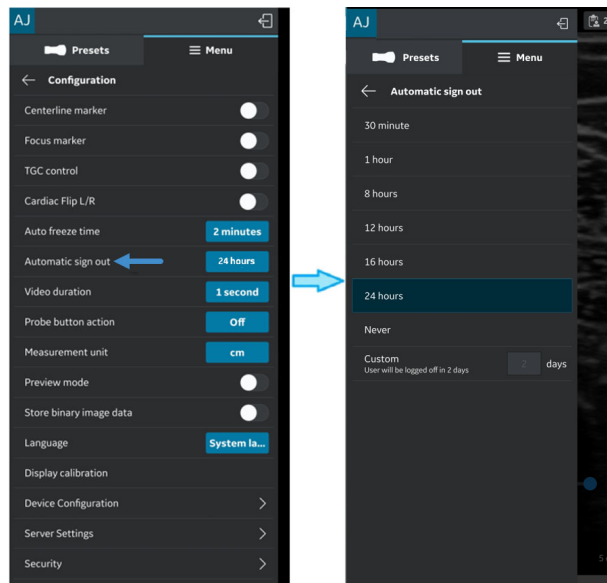 AJ
Presets
Menu
Configuration
Centerline marker
Focus marker
TGC control
Cardiac Flip L/R
Auto freeze time 2 minutes
Automatic sign out 24 hours
Video duration 1 second
Probe button action Off
Measurement unit cm
Preview mode
Store binary image data
Language System la...
Display calibration
Device Configuration
Server Settings
Security
AJ
2
Presets
Menu
Automatic sign out
30 minute
1 hour
8 hours
12 hours
16 hours
24 hours
Never
Custom
User will be logged off in 2 days
2 days
5